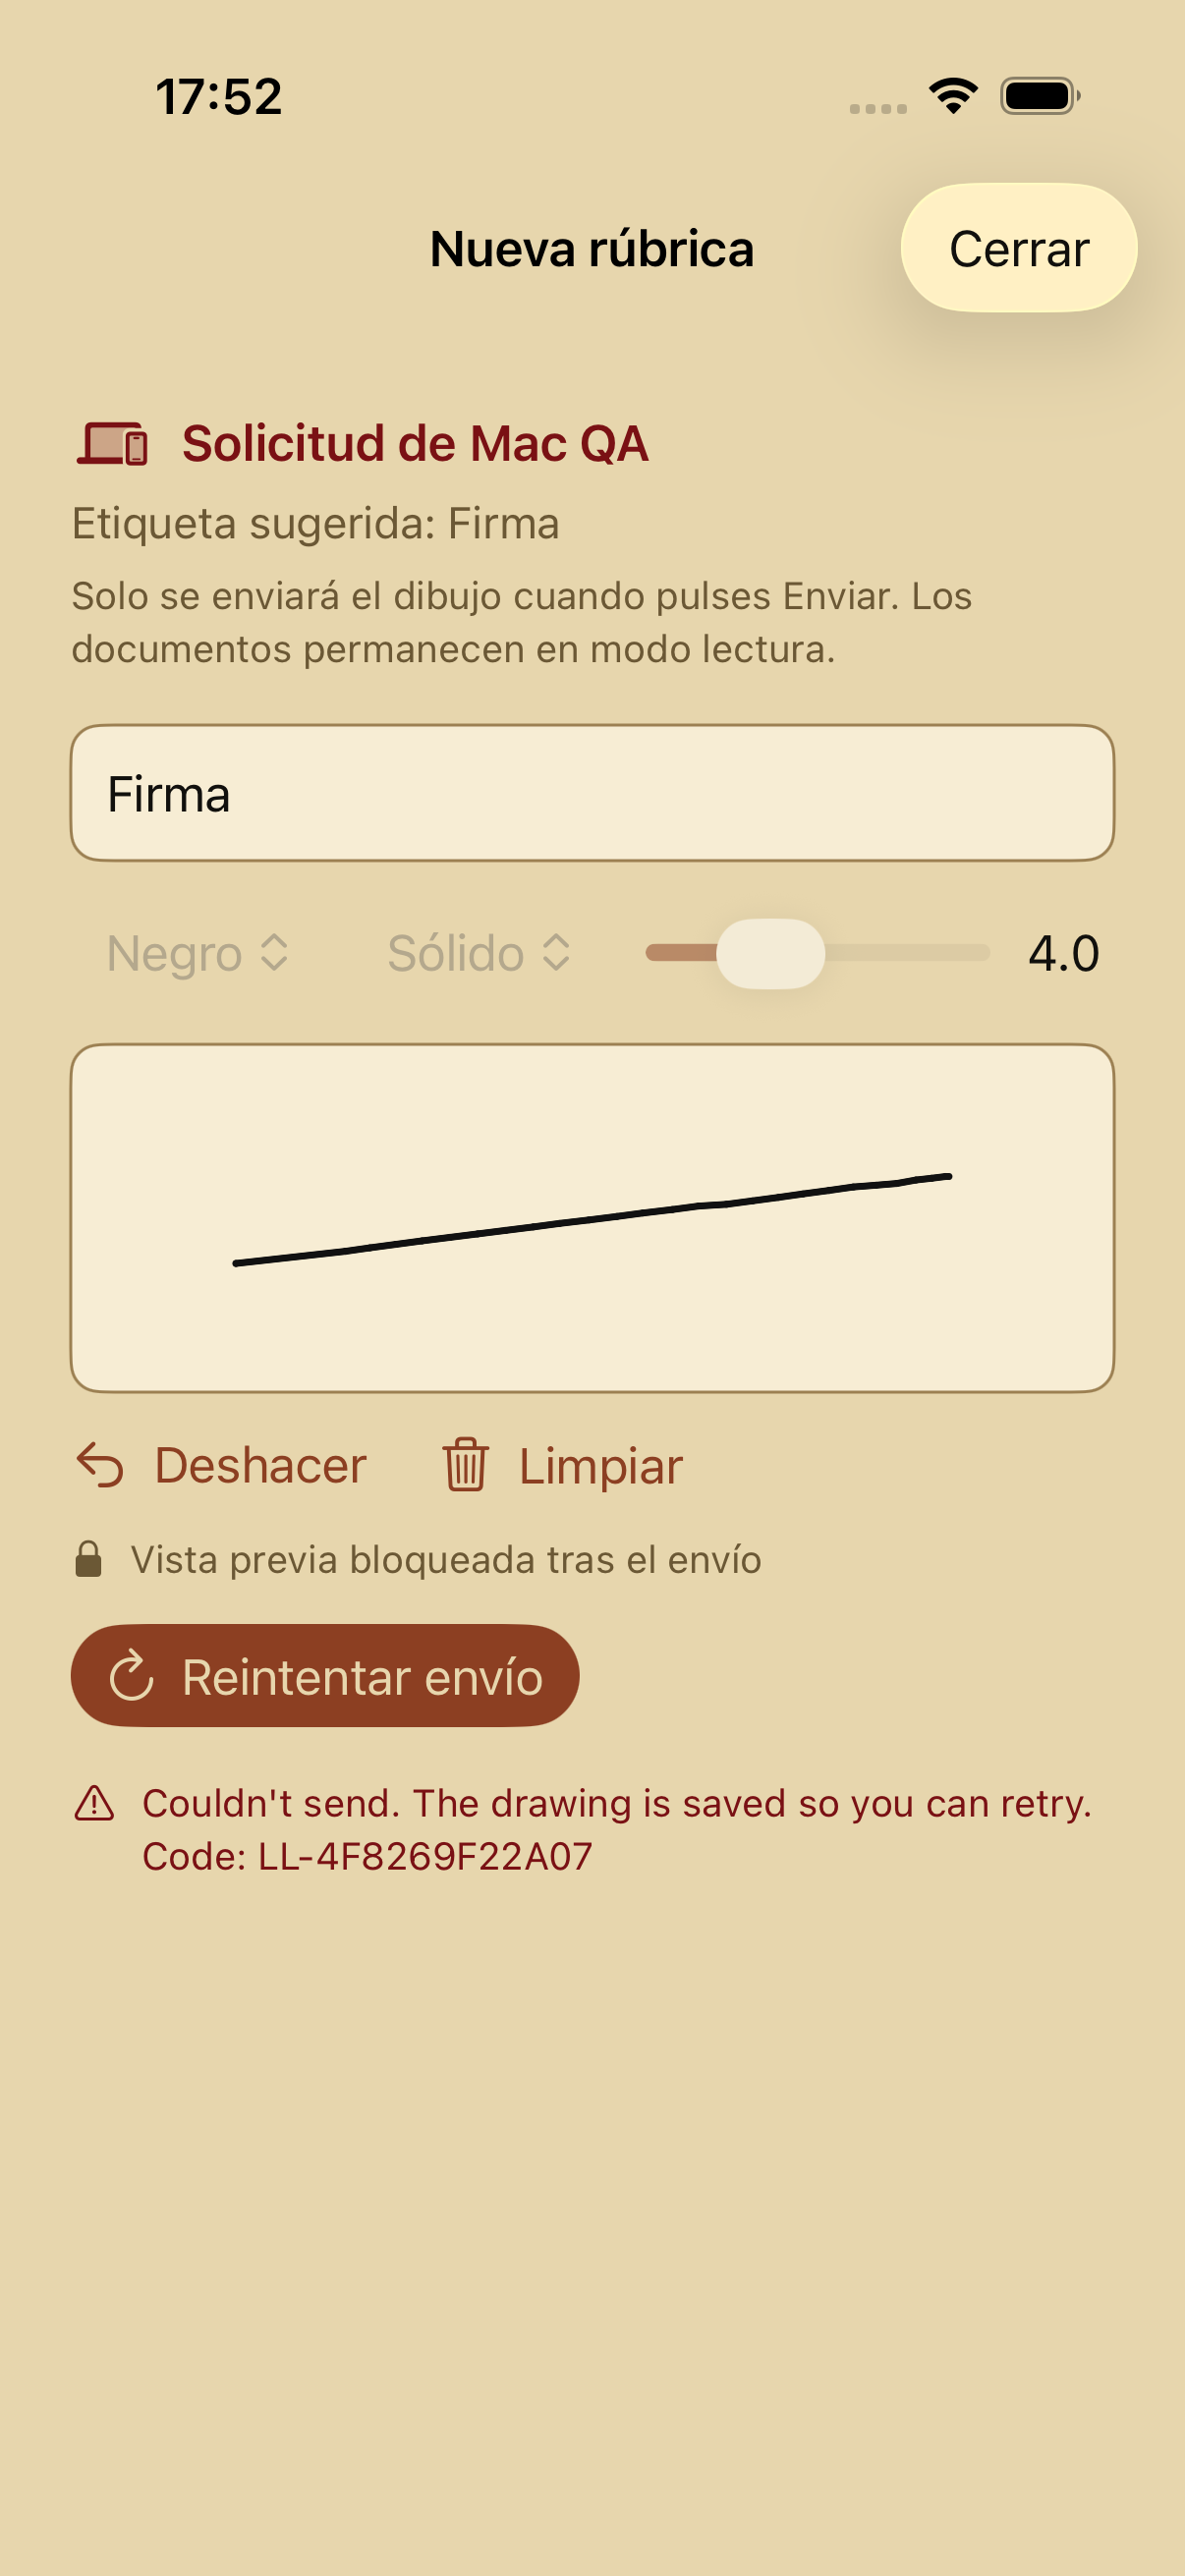 17:52
Nueva rúbrica
Cerrar
Solicitud de Mac QA
Etiqueta sugerida: Firma
Solo se enviará el dibujo cuando pulses Enviar. Los
documentos permanecen en modo lectura.
Firma
Negro
Sólido
4.0
Deshacer
Limpiar
Vista previa bloqueada tras el envío
Reintentar envío
Couldn't send. The drawing is saved so you can retry.
Code: LL-4F8269F22A07